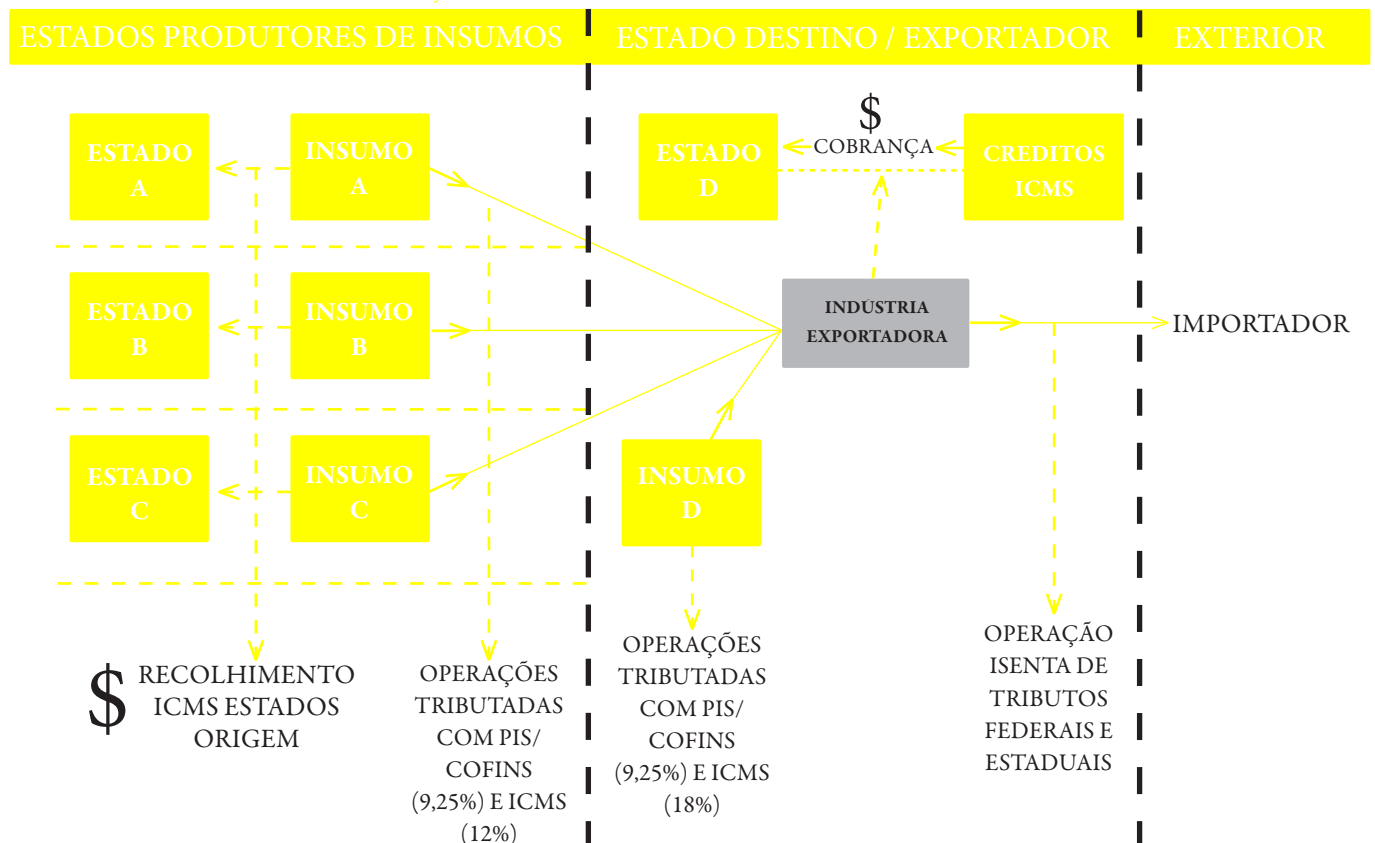 ESTADOS PRODUTORES DE INSUMOS
ESTADO DESTINO / EXPORTADOR
EXTERIOR
ESTADO
A
INSUMO
A
ESTADO
D
$
COBRANÇA
CREDITOS
ICMS
ESTADO
B
INSUMO
B
INDÚSTRIA
EXPORTADORA
IMPORTADOR
ESTADO
C
INSUMO
C
INSUMO
D
$
RECOLHIMENTO
ICMS ESTADOS
ORIGEM
OPERAÇÕES
TRIBUTADAS
COM PIS/
COFINS
(9,25%) E ICMS
(12%)
OPERAÇÕES
TRIBUTADAS
COM PIS/
COFINS
(9,25%) E ICMS
(18%)
OPERAÇÃO
ISENTA DE
TRIBUTOS
FEDERAIS E
ESTADUAIS